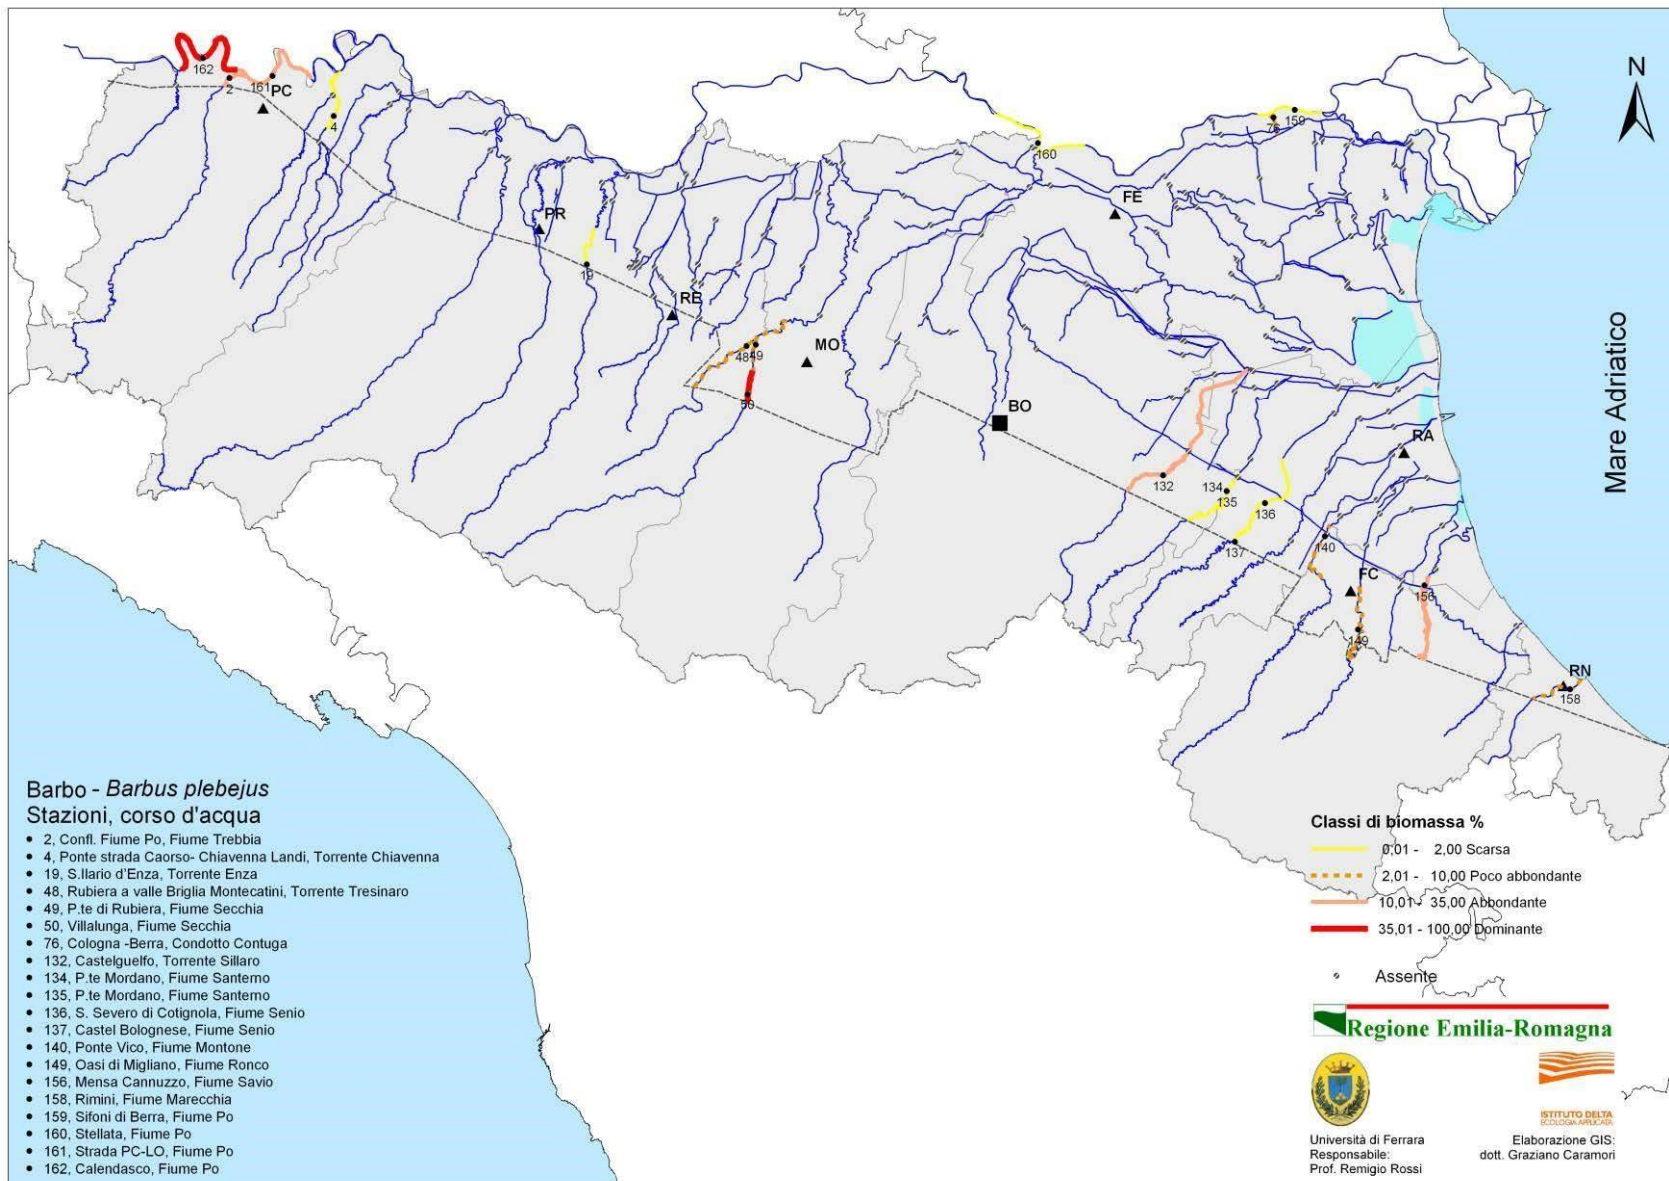 N
162
2
161
PC
4
159
76
160
FE
PR
19
RE
48
49
MO
50
BO
RA
132
134
135
136
137
140
FC
156
149
RN
158
Mare Adriatico
Barbo - Barbus plebejus
Stazioni, corso d'acqua
• 2, Confl. Fiume Po, Fiume Trebbia
• 4, Ponte strada Caorso- Chiavenna Landi, Torrente Chiavenna
• 19, S.Ilario d'Enza, Torrente Enza
• 48, Rubiera a valle Briglia Montecatini, Torrente Tresinaro
• 49, P.te di Rubiera, Fiume Secchia
• 50, Villalunga, Fiume Secchia
• 76, Cologna -Berra, Condotto Contuga
• 132, Castelguelfo, Torrente Sillaro
• 134, P.te Mordano, Fiume Santerno
• 135, P.te Mordano, Fiume Santerno
• 136, S. Severo di Cotignola, Fiume Senio
• 137, Castel Bolognese, Fiume Senio
• 140, Ponte Vico, Fiume Montone
• 149, Oasi di Migliano, Fiume Ronco
• 156, Mensa Cannuzzo, Fiume Savio
• 158, Rimini, Fiume Marecchia
• 159, Sifoni di Berra, Fiume Po
• 160, Stellata, Fiume Po
• 161, Strada PC-LO, Fiume Po
• 162, Calendasco, Fiume Po
Classi di biomassa %
0,01 - 2,00 Scarsa
2,01 - 10,00 Poco abbondante
10,01 - 35,00 Abbondante
35,01 - 100,00 Dominante
Assente
Regione Emilia-Romagna
ISTITUTO DELTA
ECOLOGIA APPLICATA
Università di Ferrara
Responsabile:
Prof. Remigio Rossi
Elaborazione GIS:
dott. Graziano Caramori